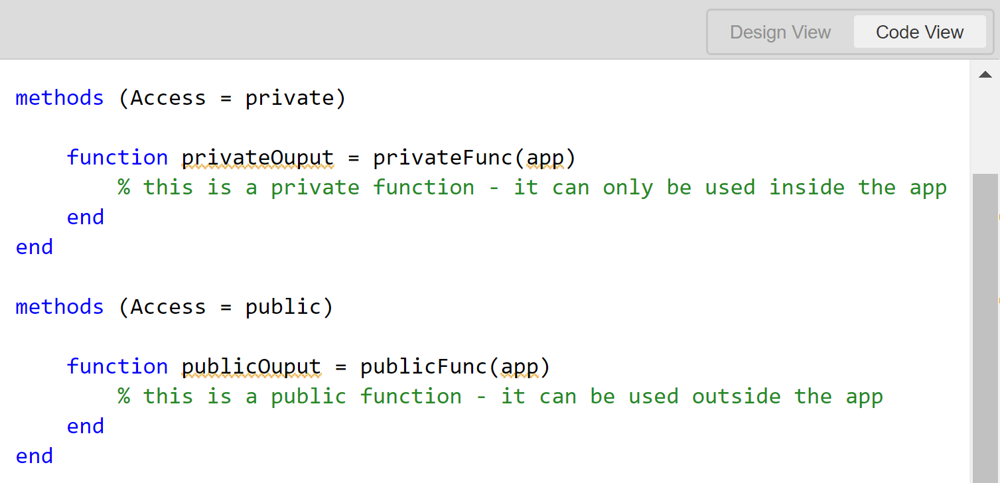 Design View Code View
methods (Access = private)
function privateOuput = privateFunc(app)
% this is a private function - it can only be used inside the app
end
end
methods (Access = public)
function publicOuput = publicFunc(app)
% this is a public function - it can be used outside the app
end
end